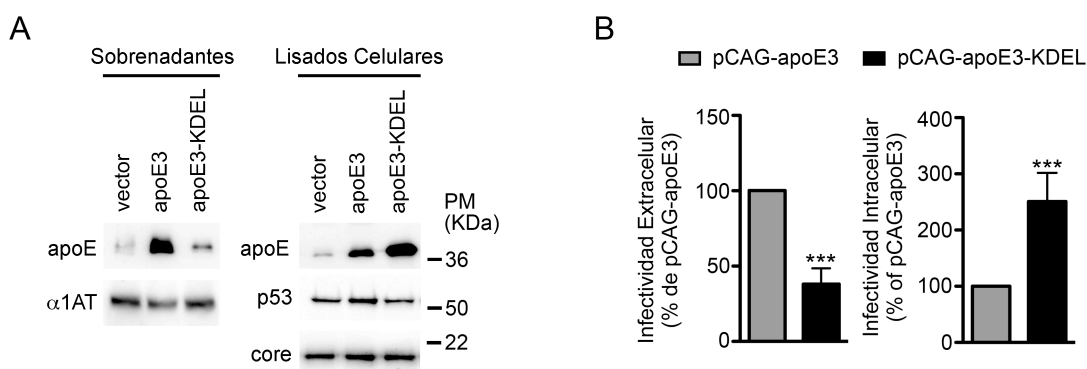 A
Sobrenadantes
Lisados Celulares
vector
apoE3
apoE3-KDEL
vector
apoE3
apoE3-KDEL
PM
(KDa)
apoE
apoE
36
α1AT
p53
50
22
core
B
pCAG-apoE3
pCAG-apoE3-KDEL
Infectividad Extracelular
(% de pCAG-apoE3)
150
100
50
0
***
Infectividad Intracelular
(% of pCAG-apoE3)
400
300
200
100
0
***